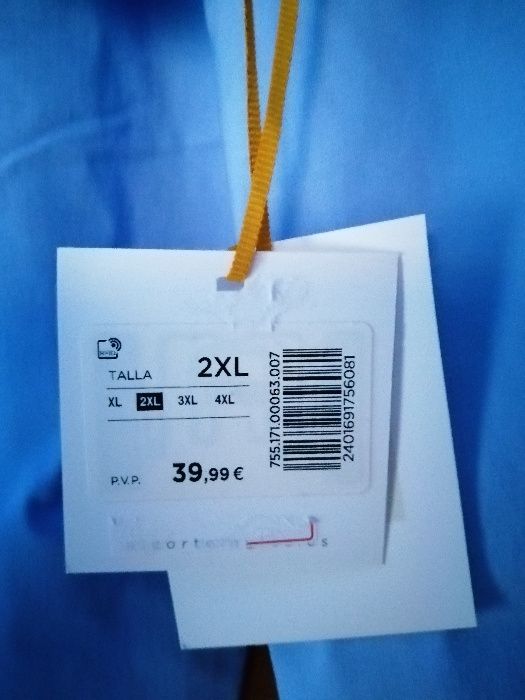 TALLA 2XL
XL 2XL 3XL 4XL
P.V.P. 39,99 €
755.171.00063.007
2401691756081